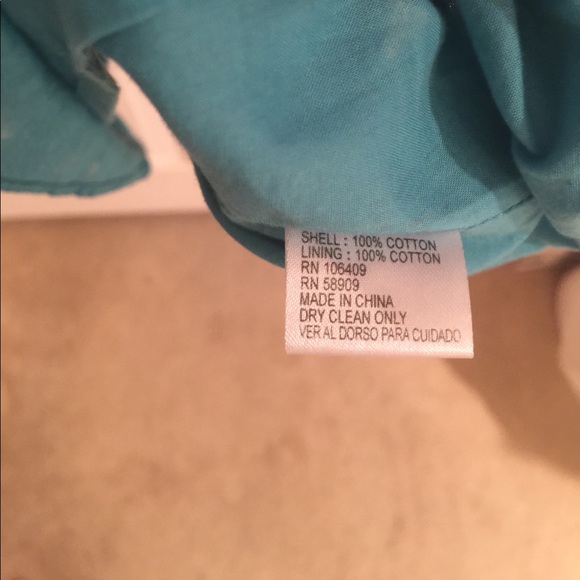 SHELL : 100% COTTON
LINING : 100% COTTON
RN 106409
RN 58909
MADE IN CHINA
DRY CLEAN ONLY
VER AL DORSO PARA CUIDADO